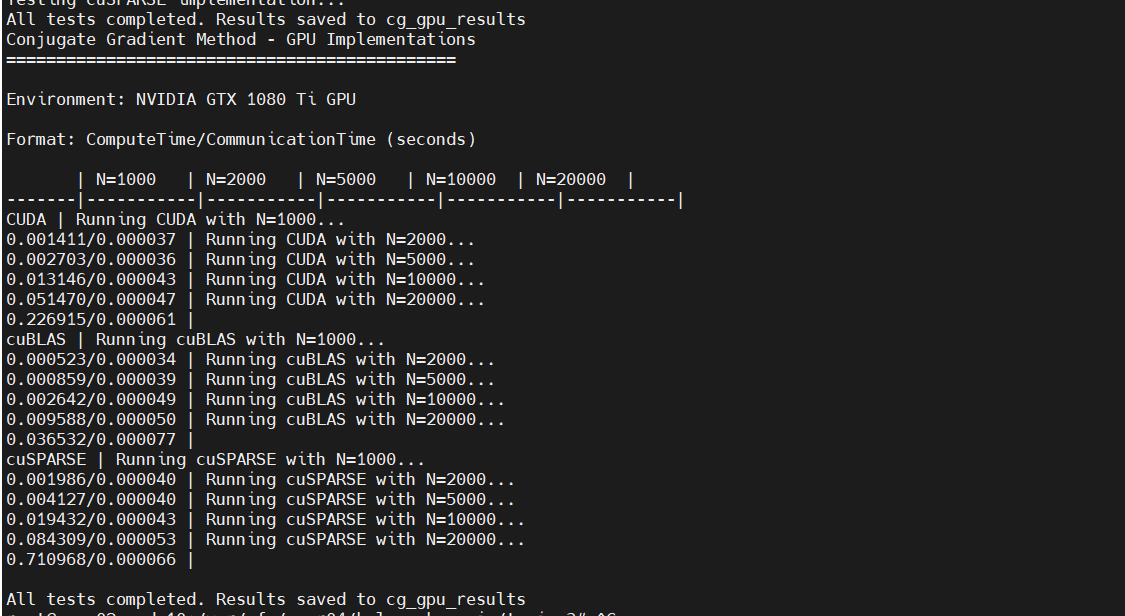 Testing cuSPARSE implementation...
All tests completed. Results saved to cg_gpu_results
Conjugate Gradient Method - GPU Implementations
=============================================

Environment: NVIDIA GTX 1080 Ti GPU

Format: ComputeTime/CommunicationTime (seconds)

       | N=1000   | N=2000   | N=5000   | N=10000  | N=20000  |
-------|-----------|-----------|-----------|-----------|-----------|
CUDA | Running CUDA with N=1000...
0.001411/0.000037 | Running CUDA with N=2000...
0.002703/0.000036 | Running CUDA with N=5000...
0.013146/0.000043 | Running CUDA with N=10000...
0.051470/0.000047 | Running CUDA with N=20000...
0.226915/0.000061 |
cuBLAS | Running cuBLAS with N=1000...
0.000523/0.000034 | Running cuBLAS with N=2000...
0.000859/0.000039 | Running cuBLAS with N=5000...
0.002642/0.000049 | Running cuBLAS with N=10000...
0.009588/0.000050 | Running cuBLAS with N=20000...
0.036532/0.000077 |
cuSPARSE | Running cuSPARSE with N=1000...
0.001986/0.000040 | Running cuSPARSE with N=2000...
0.004127/0.000040 | Running cuSPARSE with N=5000...
0.019432/0.000043 | Running cuSPARSE with N=10000...
0.084309/0.000053 | Running cuSPARSE with N=20000...
0.710968/0.000066 |

All tests completed. Results saved to cg_gpu_results